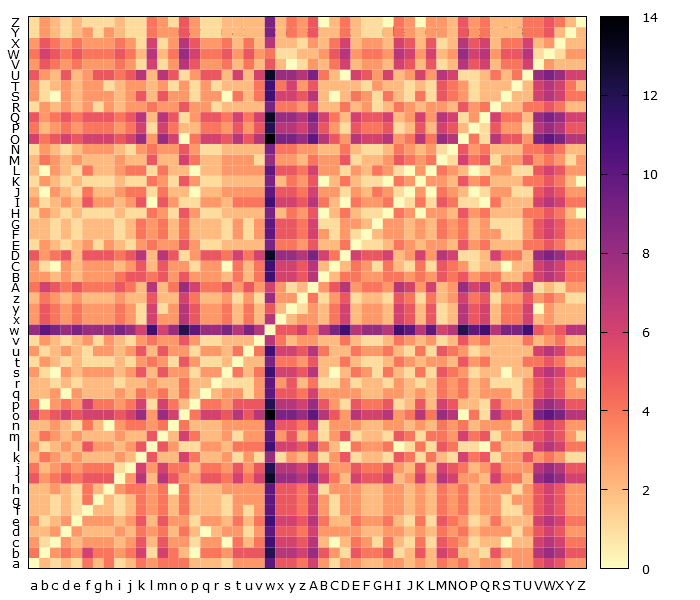 Z
Y
X
W
V
U
T
S
R
Q
P
O
N
M
L
K
J
I
H
G
F
E
D
C
B
A
z
y
x
w
v
u
t
s
r
q
p
o
n
m
l
k
j
i
h
g
f
e
d
c
b
a
a b c d e f g h i j k l m n o p q r s t u v w x y z A B C D E F G H I J K L M N O P Q R S T U V W X Y Z
14
12
10
8
6
4
2
0